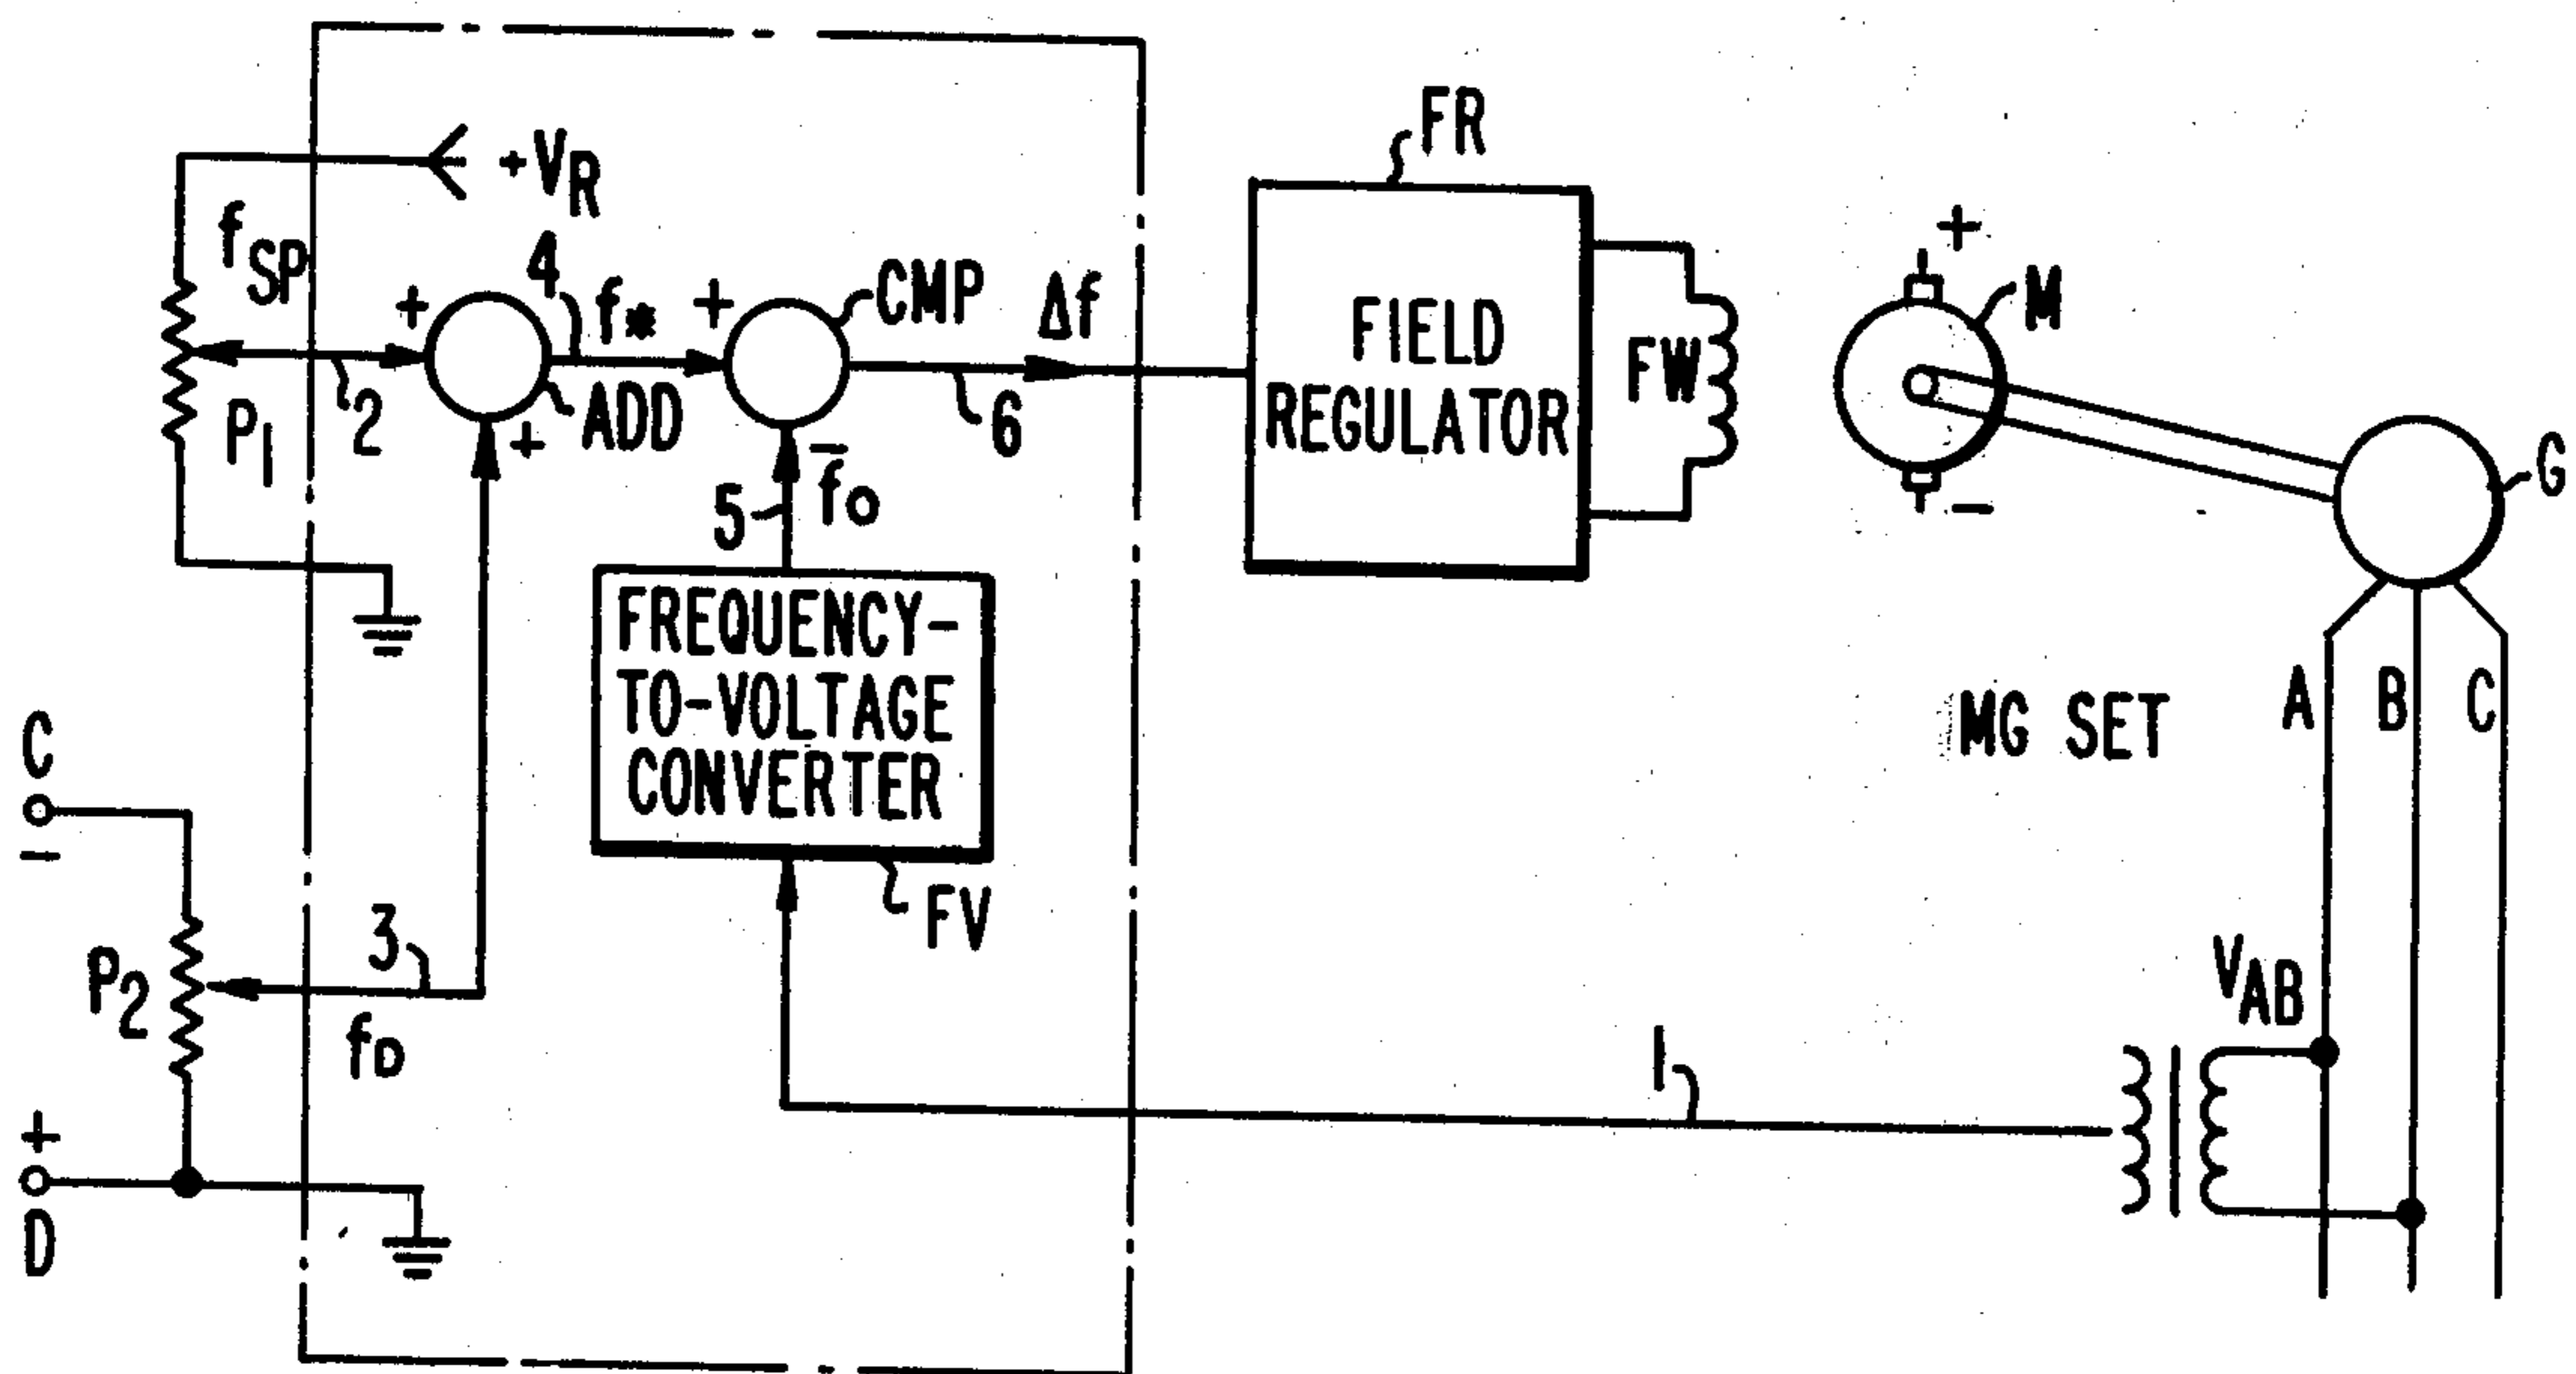 +VR
fSP
P1
2
+
+
ADD
4
f*
+
CMP
−
fO
5
Δf
6
FR
FIELD
REGULATOR
FW
+
M
−
G
A
B
C
MG SET
FREQUENCY-
TO-VOLTAGE
CONVERTER
FV
C
−
P2
3
fD
+
D
1
VAB